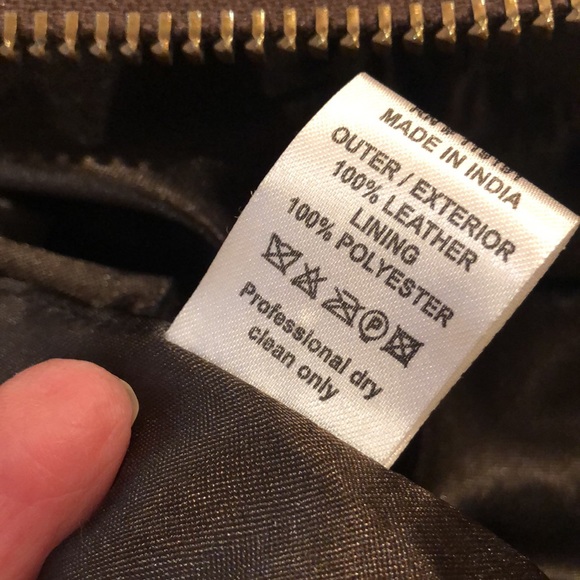 MADE IN INDIA
OUTER / EXTERIOR
100% LEATHER
LINING
100% POLYESTER
P
Professional dry
clean only